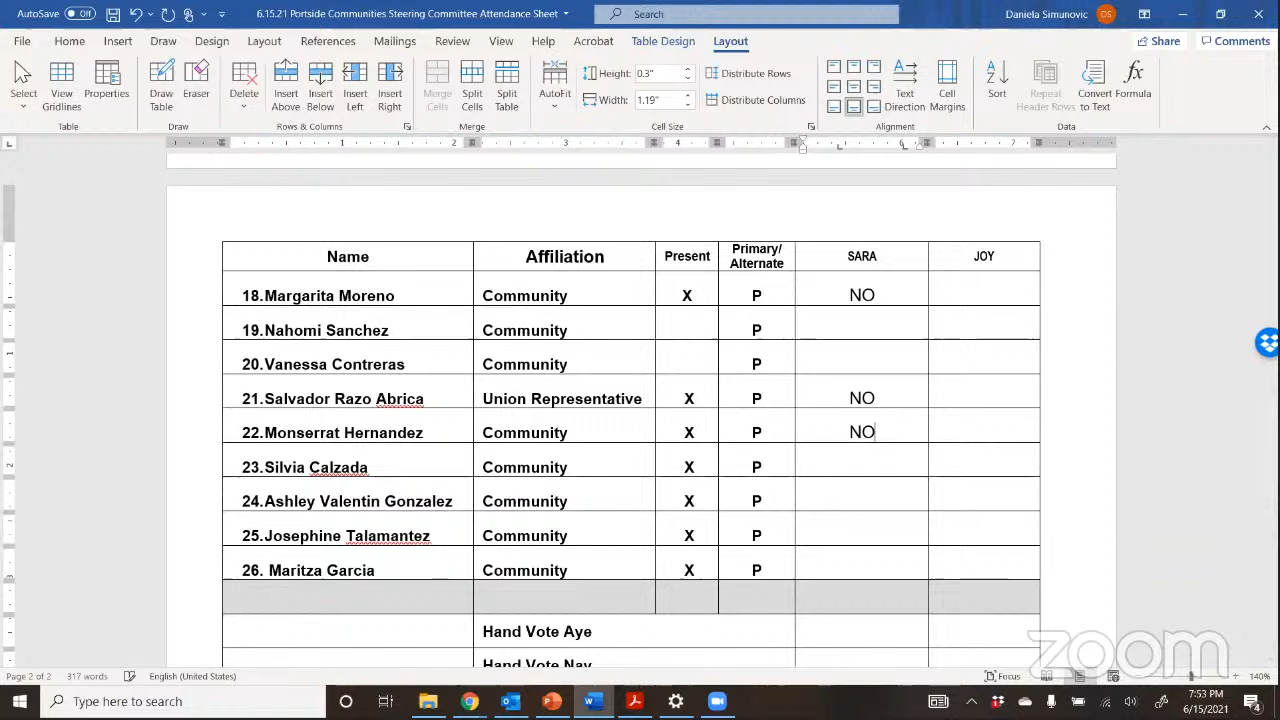 6.15.21 Communities Steering Committee Attendance Sheet
Search
Daniela Simunovic
DS
File Home Insert Draw Design Layout References Mailings Review View Help Acrobat Table Design Layout
Share Comments
Select View Gridlines Properties Draw Table Eraser Delete Insert Above Insert Below Insert Left Insert Right Merge Cells Split Cells Split Table AutoFit
Height: 0.3" Distribute Rows
Width: 1.19" Distribute Columns
Text Direction Cell Margins Sort Repeat Header Rows Convert to Text Formula
Table Draw Rows & Columns Merge Cell Size Alignment Data
1 2 3 4 6 7
Name Affiliation Present Primary/ Alternate SARA JOY
18.Margarita Moreno Community X P NO
19.Nahomi Sanchez Community P
20.Vanessa Contreras Community P
21.Salvador Razo Abrica Union Representative X P NO
22.Monserrat Hernandez Community X P NO
23.Silvia Calzada Community X P
24.Ashley Valentin Gonzalez Community X P
25.Josephine Talamantez Community X P
26. Maritza Garcia Community X P
Hand Vote Aye
Hand Vote Nay
zoom
Page 2 of 2 317 words English (United States) Focus 140%
Type here to search
7:53 PM
6/15/2021